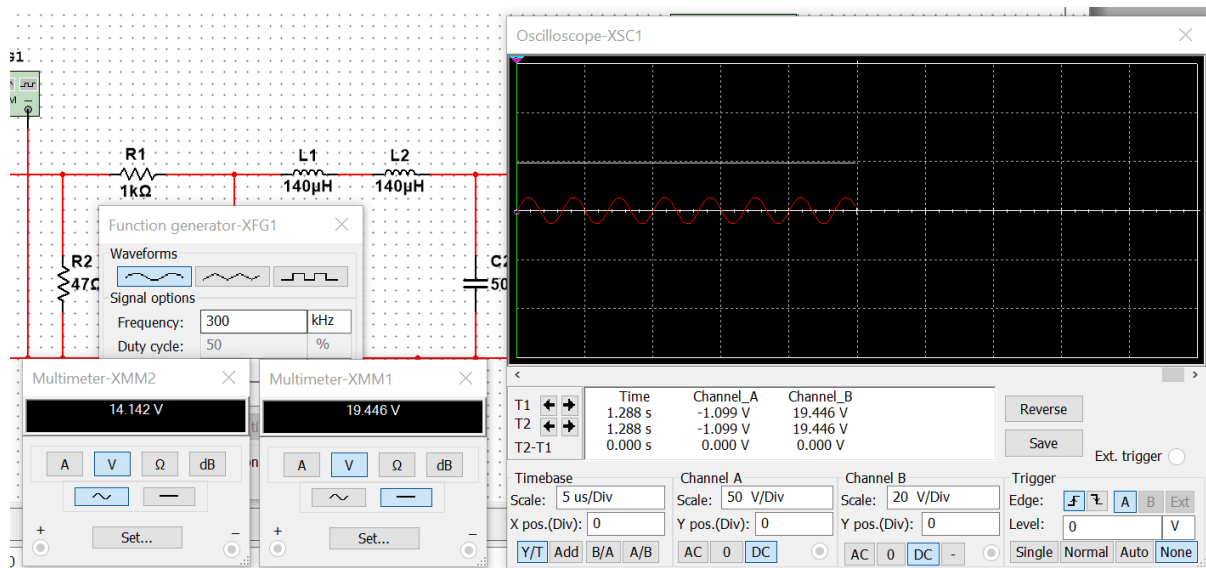 Oscilloscope-XSC1
R1
1kΩ
L1
140μH
L2
140μH
R2
47Ω
C2
50
Function generator-XFG1
Waveforms
Signal options
Frequency: 300 kHz
Duty cycle: 50 %
Multimeter-XMM2
14.142 V
A V Ω dB
+ Set... –
Multimeter-XMM1
19.446 V
A V Ω dB
+ Set... –
Time Channel_A Channel_B
T1 1.288 s -1.099 V 19.446 V
T2 1.288 s -1.099 V 19.446 V
T2-T1 0.000 s 0.000 V 0.000 V
Reverse
Save
Ext. trigger
Timebase
Scale: 5 us/Div
X pos.(Div): 0
Y/T Add B/A A/B
Channel A
Scale: 50 V/Div
Y pos.(Div): 0
AC 0 DC
Channel B
Scale: 20 V/Div
Y pos.(Div): 0
AC 0 DC -
Trigger
Edge: A B Ext
Level: 0 V
Single Normal Auto None